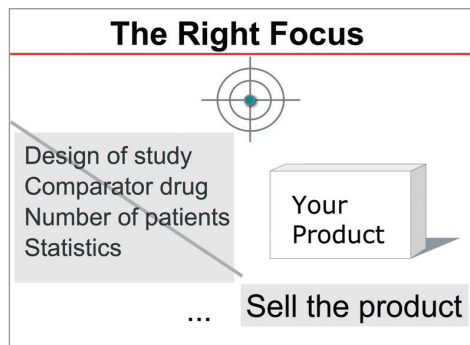 The Right Focus
Design of study
Comparator drug
Number of patients
Statistics
Your
Product
...
Sell the product